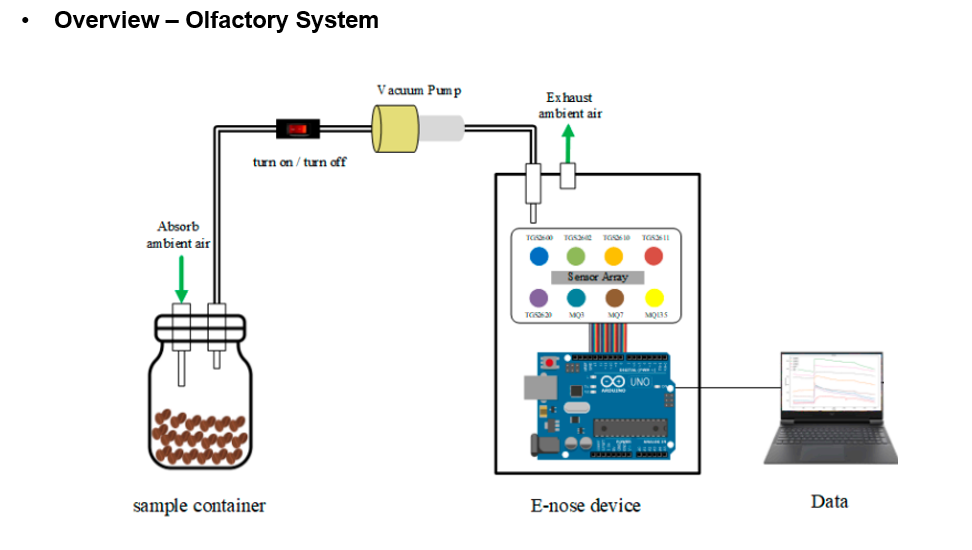 • Overview – Olfactory System
Vacuum Pump
Exhaust
ambient air
turn on / turn off
Absorb
ambient air
TGS2600 TGS2602 TGS2610 TGS2611
Sensor Array
TGS2620 MQ3 MQ7 MQ135
UNO
ARDUINO
sample container
E-nose device
Data